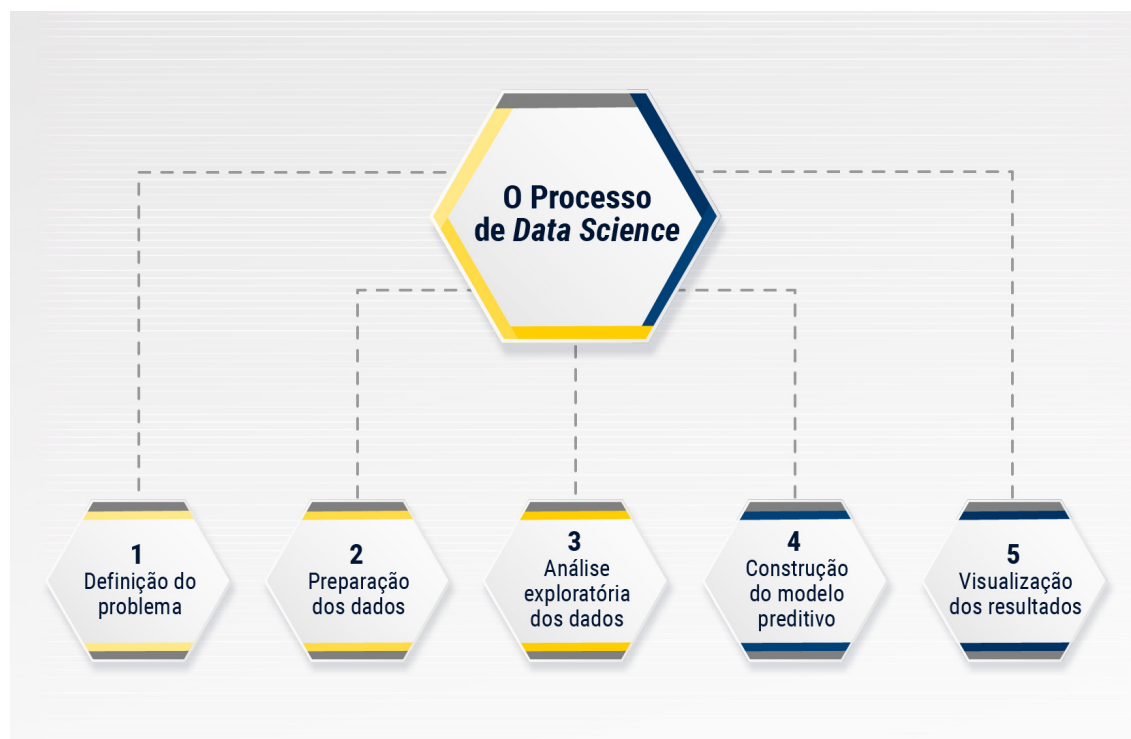 O Processo
de Data Science
1
Definição do
problema
2
Preparação
dos dados
3
Análise
exploratória
dos dados
4
Construção
do modelo
preditivo
5
Visualização
dos resultados